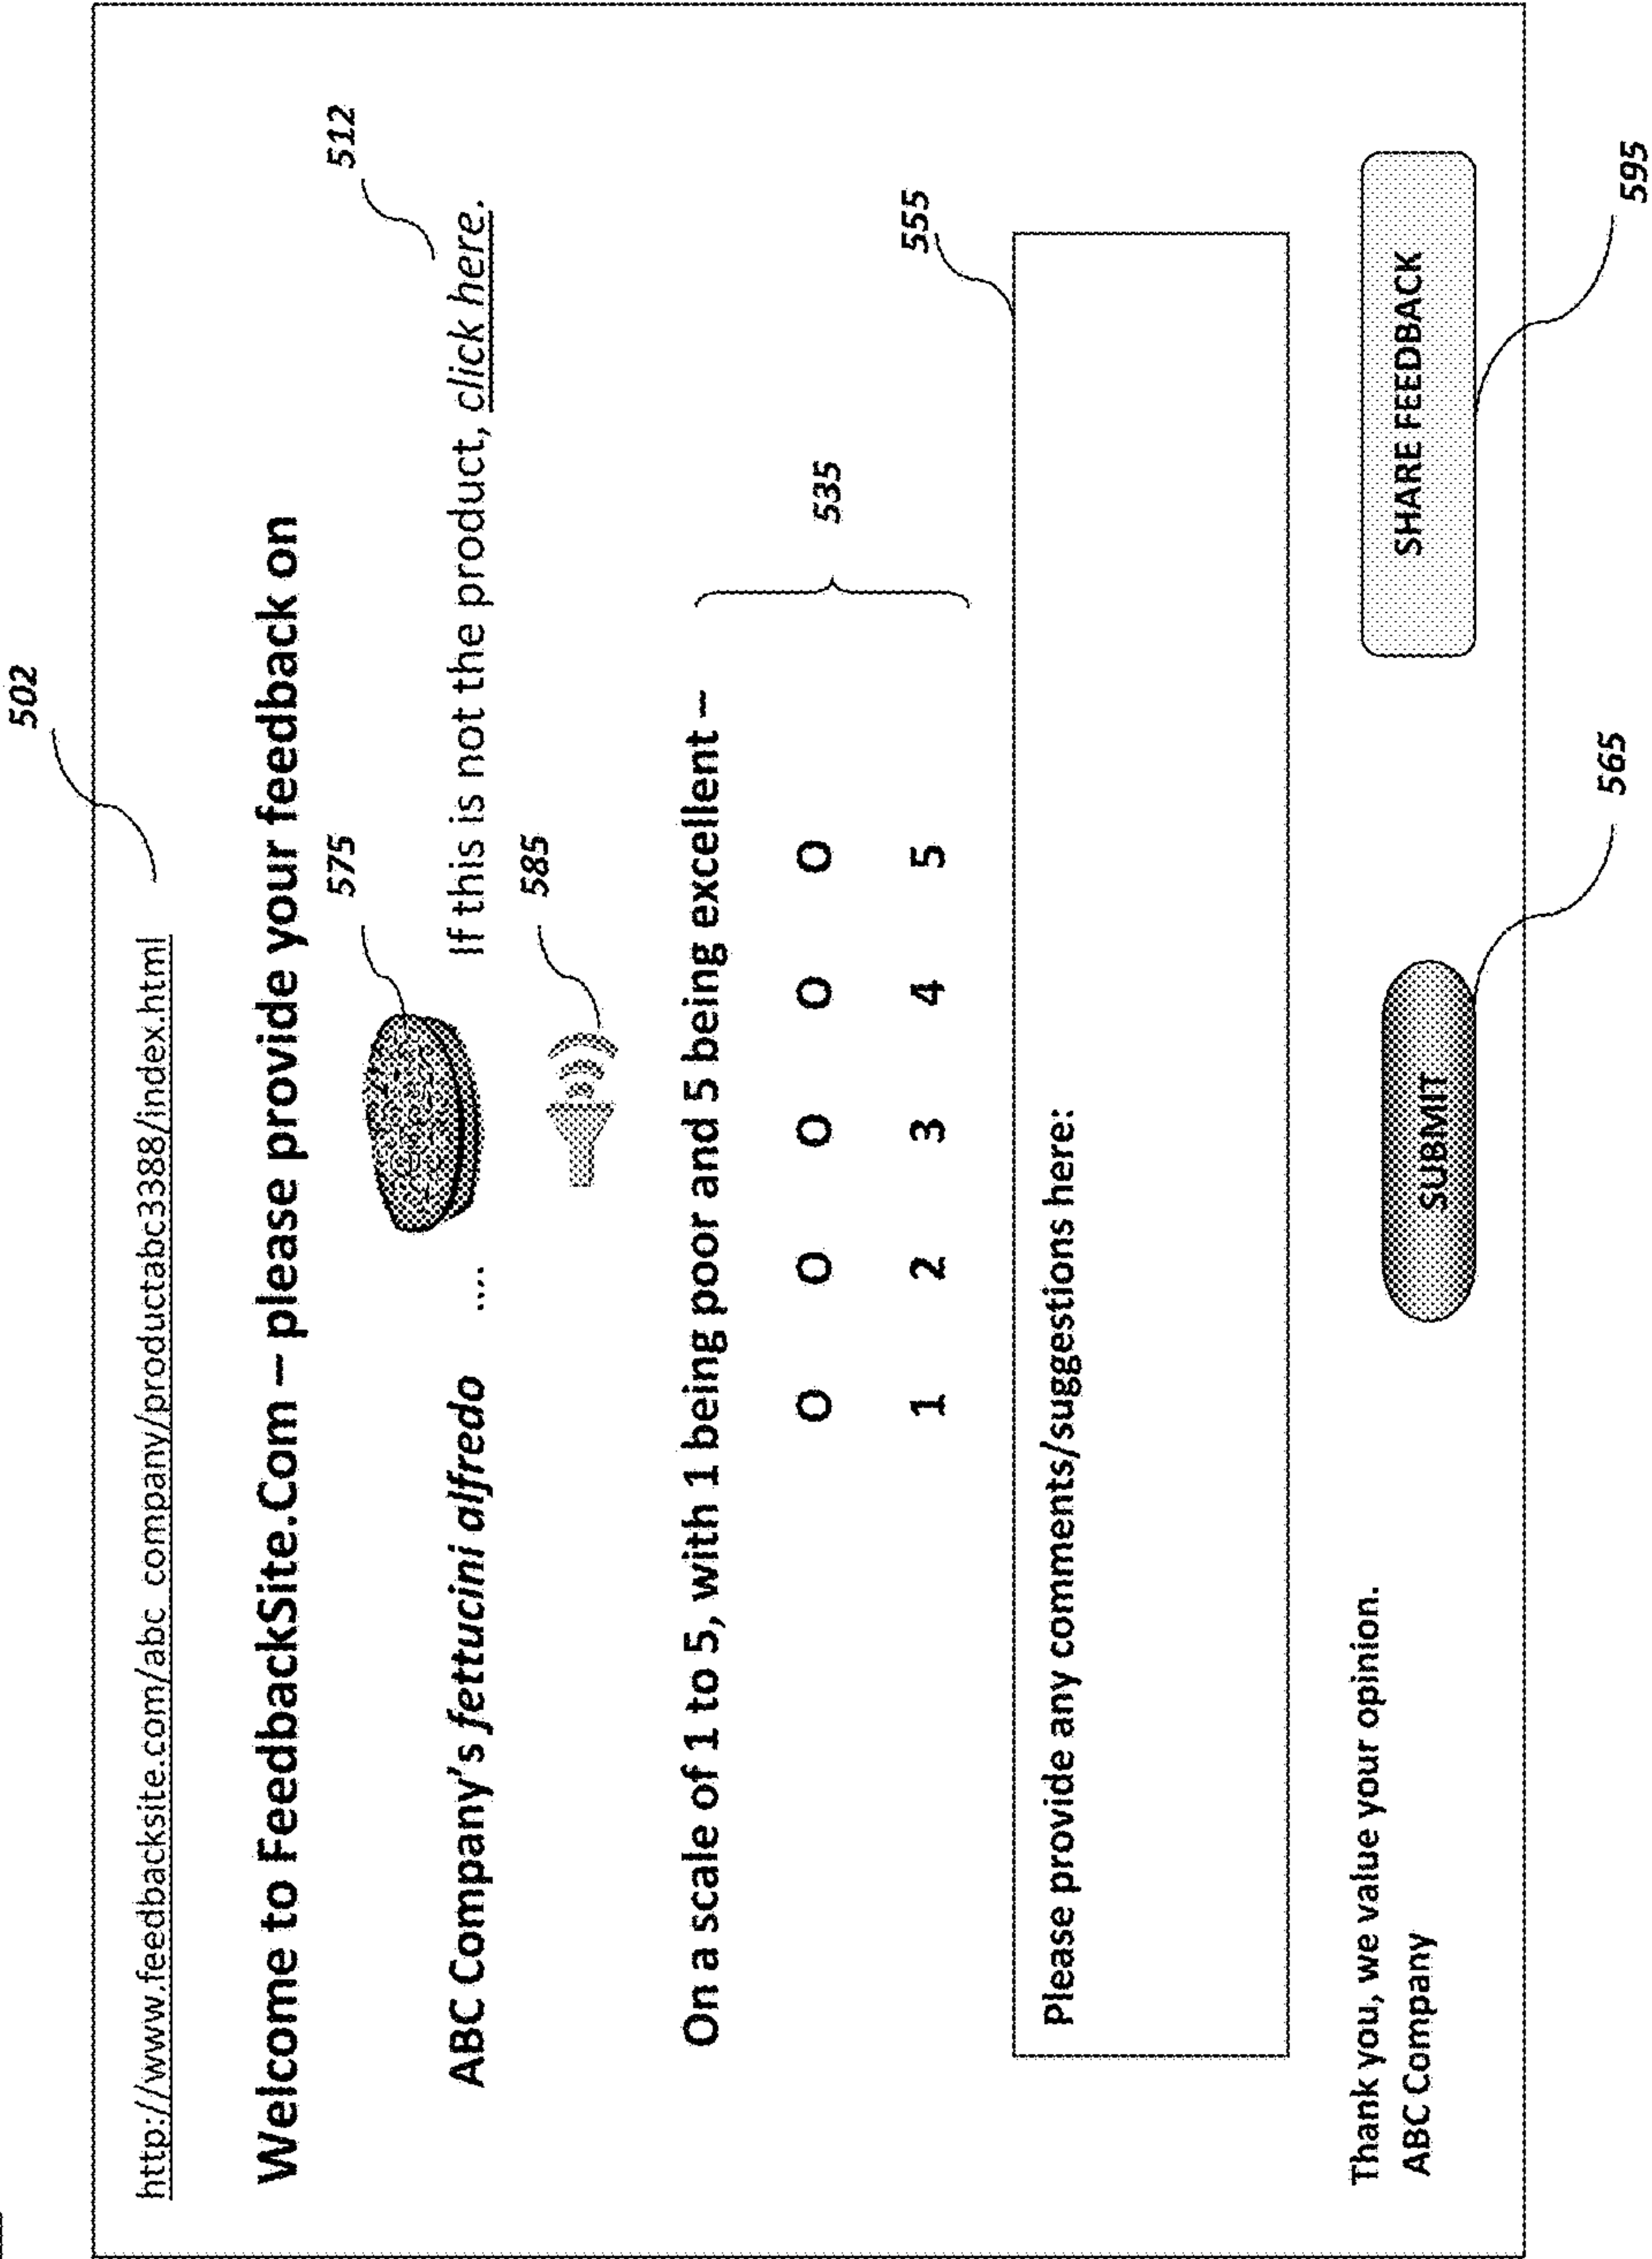 502
http://www.feedbacksite.com/abc_company/productabc3388/index.html
Welcome to FeedbackSite.Com – please provide your feedback on
575
512
ABC Company's fettucini alfredo ....
If this is not the product, click here.
585
On a scale of 1 to 5, with 1 being poor and 5 being excellent –
O O O O O
535
1 2 3 4 5
555
Please provide any comments/suggestions here:
Thank you, we value your opinion.
ABC Company
SUBMIT
SHARE FEEDBACK
565
595